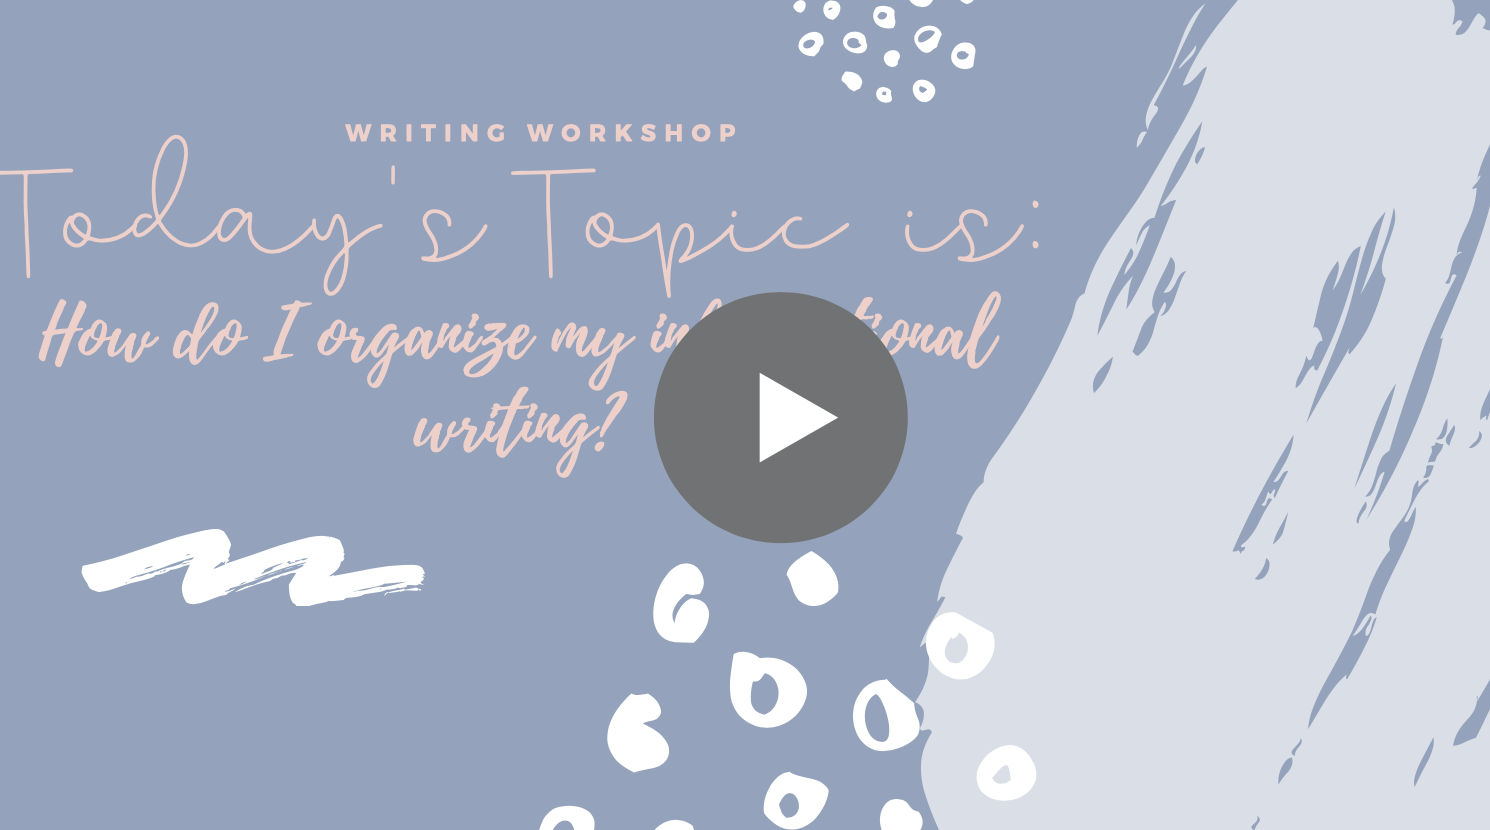 WRITING WORKSHOP
Today's Topic is:
How do I organize my
writing?